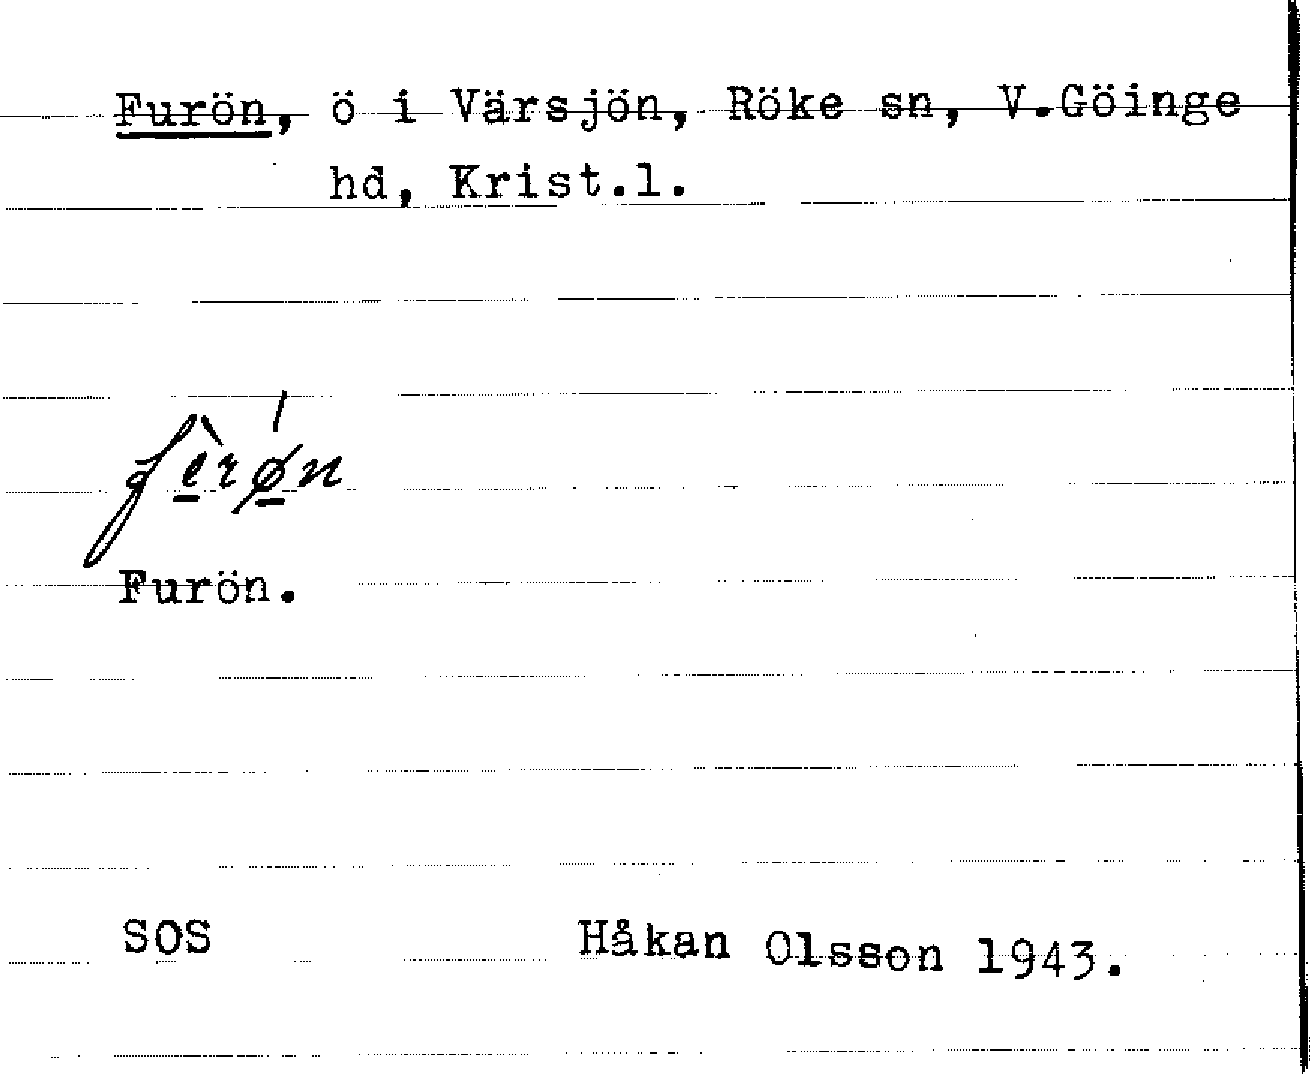 Furön, ö i Värsjön, Röke sn, V.Göinge
hd, Krist.l.
Furön.
SOS Håkan Olsson 1943.